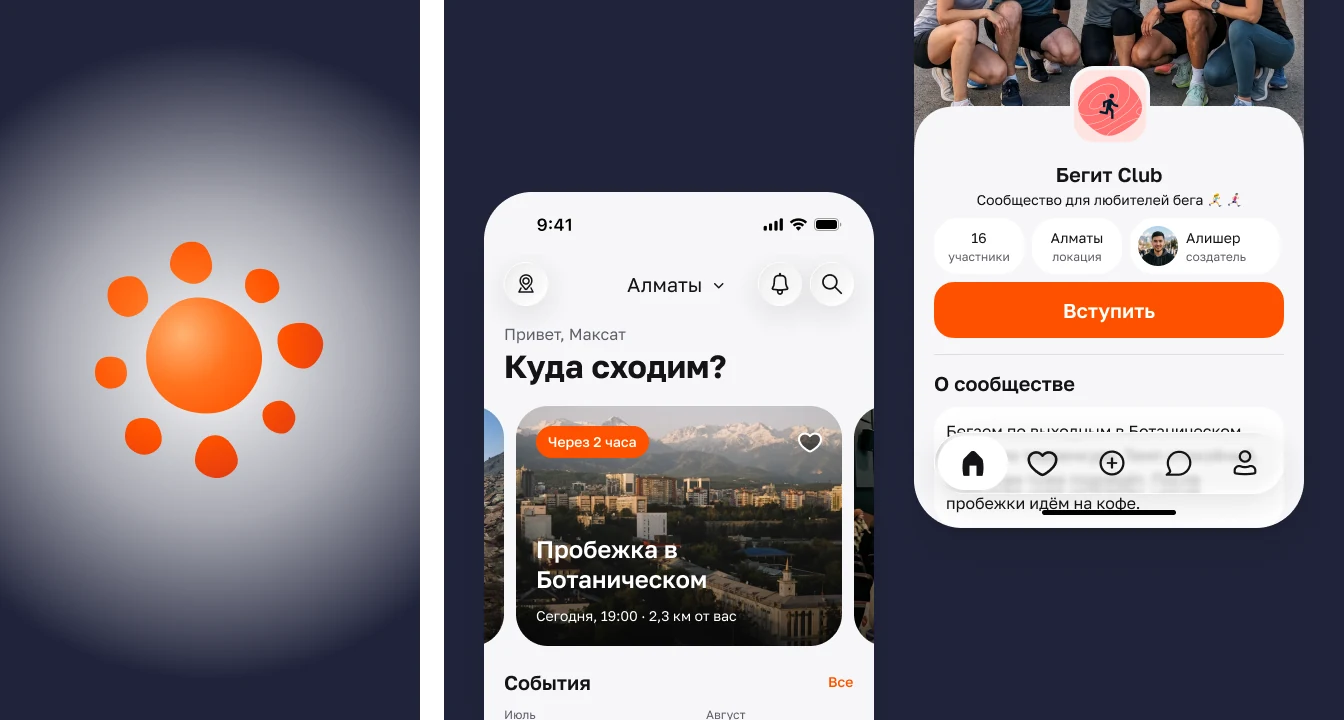 9:41
Алматы
Привет, Максат
Куда сходим?
Через 2 часа
Пробежка в
Ботаническом
Сегодня, 19:00 · 2,3 км от вас
События
Все
Июль
Август
Бегит Club
Сообщество для любителей бега
16
участники
Алматы
локация
Алишер
создатель
Вступить
О сообществе
Бегаем по выходным в Ботаническом
пробежки идём на кофе.